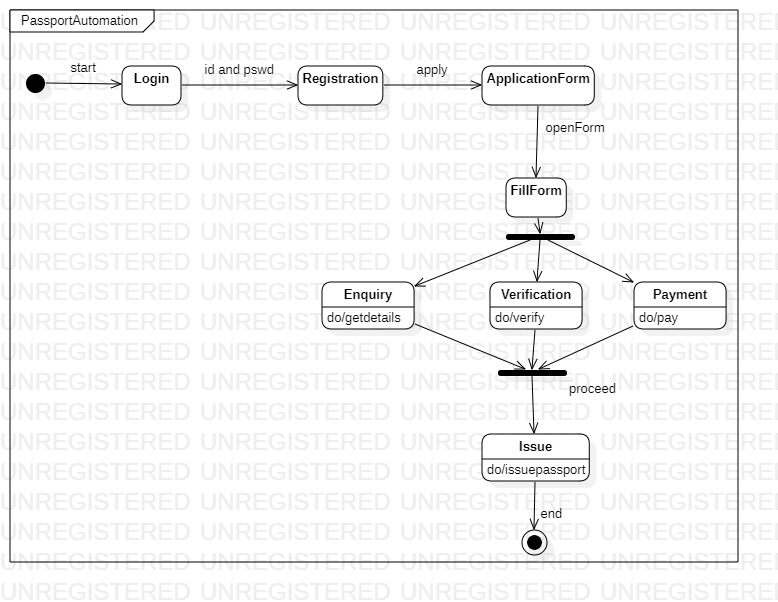 PassportAutomation
start
id and pswd
apply
Login
Registration
ApplicationForm
openForm
FillForm
Enquiry
Verification
Payment
do/getdetails
do/verify
do/pay
proceed
Issue
do/issuepassport
end
UNREGISTERED